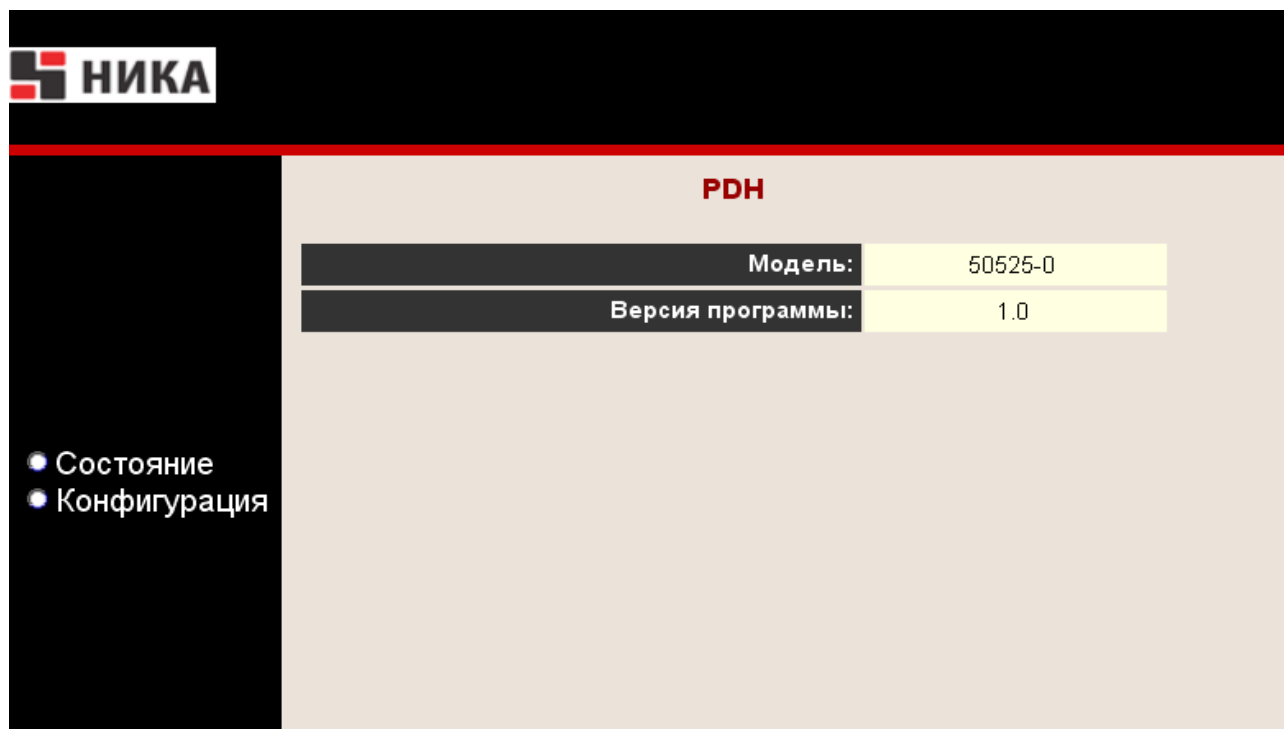 НИКА
PDH
Модель: 50525-0
Версия программы: 1.0
Состояние
Конфигурация